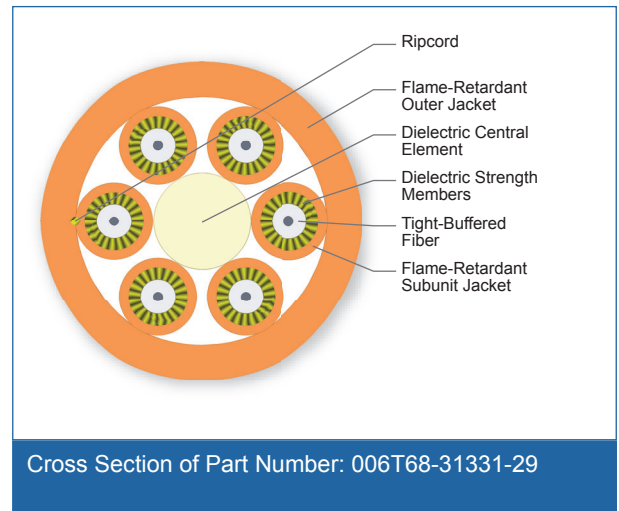 Ripcord
Flame-Retardant
Outer Jacket
Dielectric Central
Element
Dielectric Strength
Members
Tight-Buffered
Fiber
Flame-Retardant
Subunit Jacket
Cross Section of Part Number: 006T68-31331-29